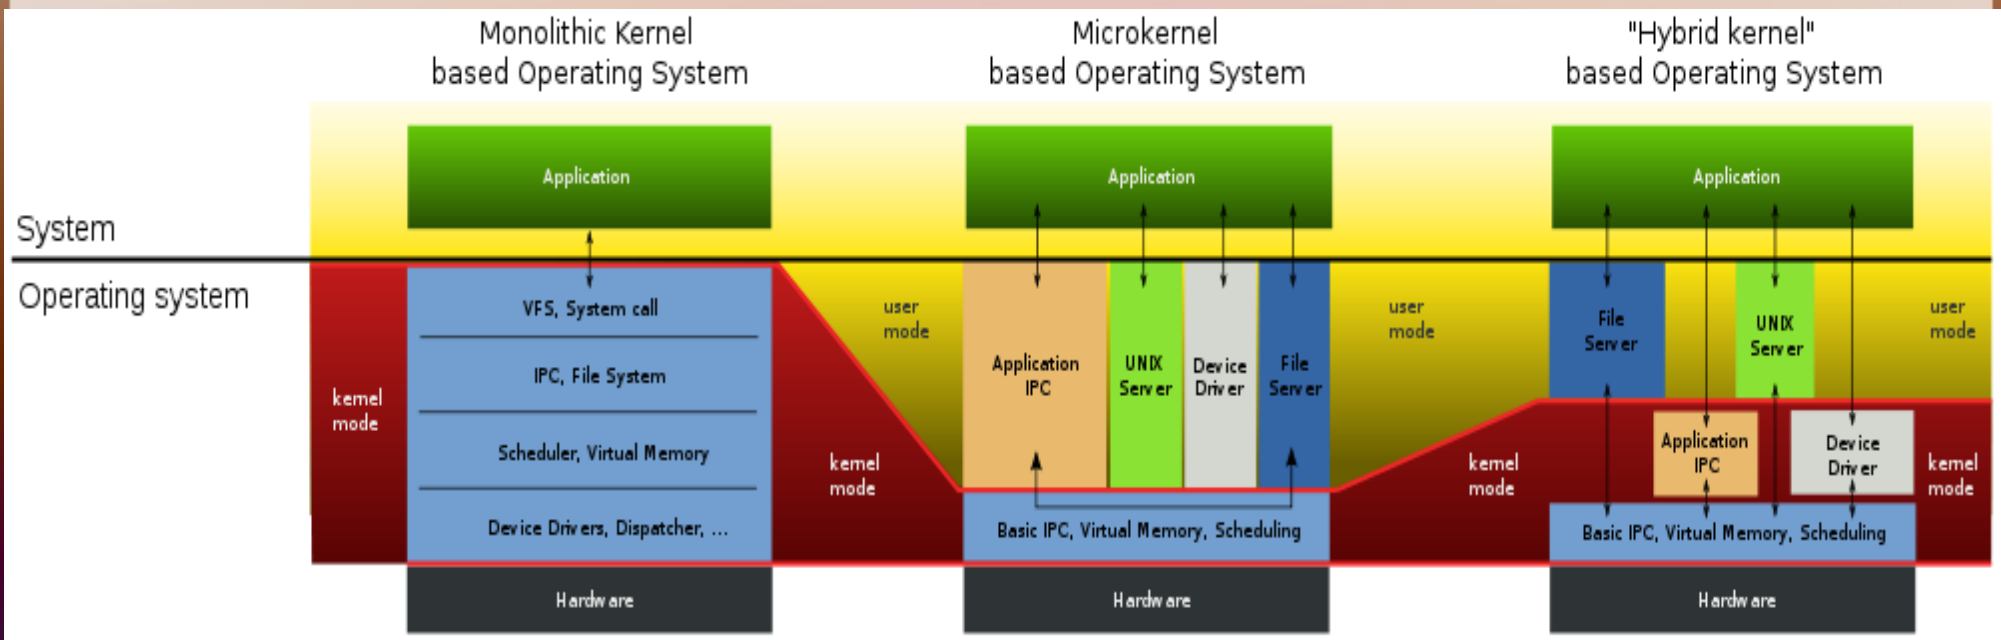 Monolithic Kernel
based Operating System
Microkernel
based Operating System
"Hybrid kernel"
based Operating System
Application
Application
Application
System
Operating system
VFS, System call
IPC, File System
Scheduler, Virtual Memory
Device Drivers, Dispatcher, ...
kernel
mode
user
mode
kernel
mode
Application
IPC
UNIX
Server
Device
Driver
File
Server
Basic IPC, Virtual Memory, Scheduling
user
mode
kernel
mode
File
Server
UNIX
Server
user
mode
Application
IPC
Device
Driver
kernel
mode
Basic IPC, Virtual Memory, Scheduling
Hardware
Hardware
Hardware